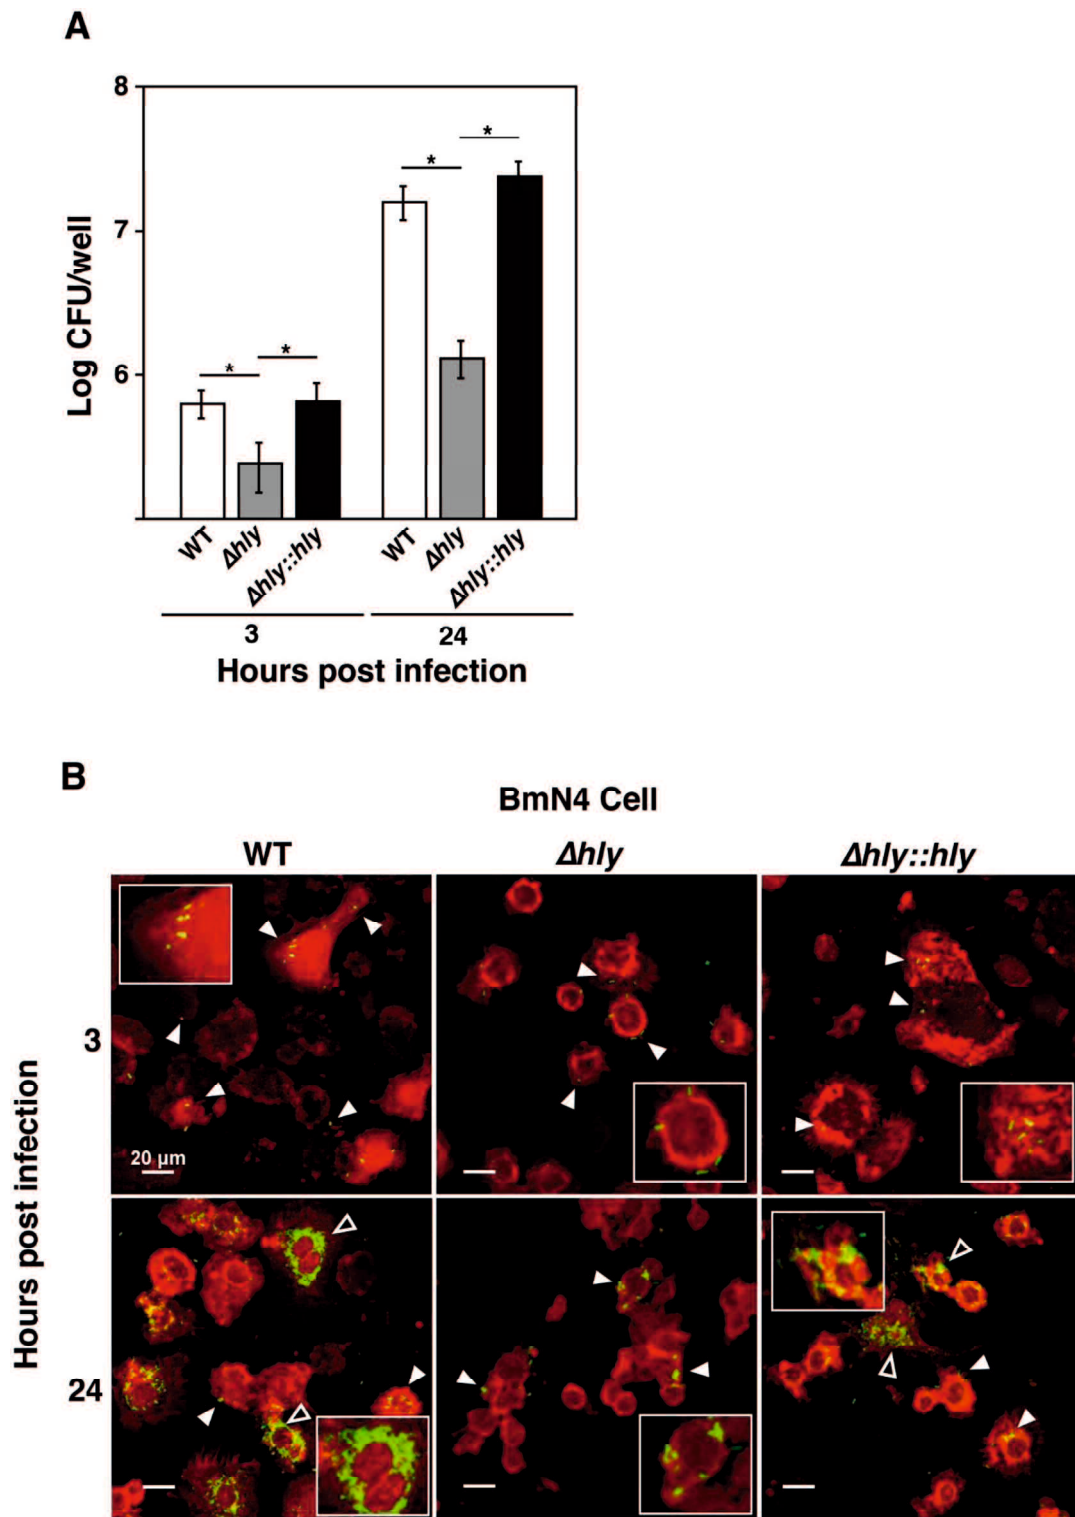 A
8
7
6
Log CFU/well
* * * *
WT Δhly Δhly::hly WT Δhly Δhly::hly
3 24
Hours post infection
B
BmN4 Cell
WT Δhly Δhly::hly
Hours post infection
3
20 μm
24